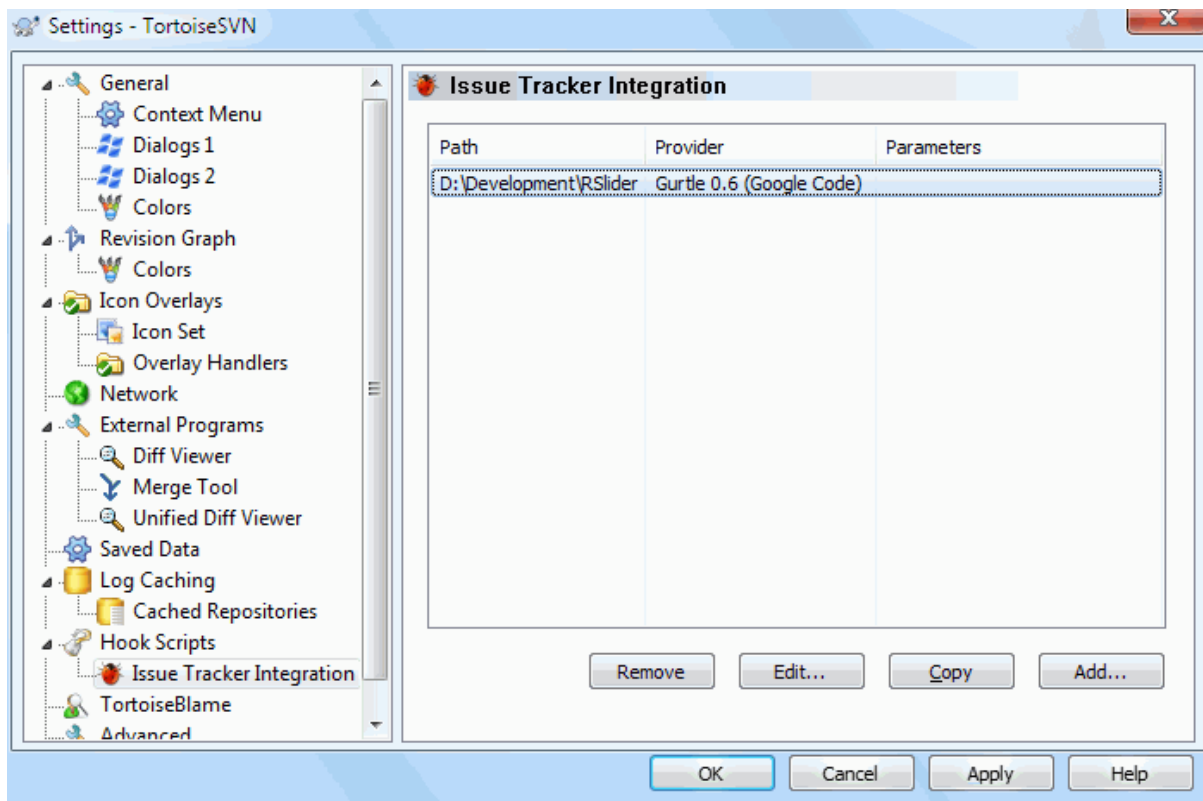 Settings - TortoiseSVN
X
General
Context Menu
Dialogs 1
Dialogs 2
Colors
Revision Graph
Colors
Icon Overlays
Icon Set
Overlay Handlers
Network
External Programs
Diff Viewer
Merge Tool
Unified Diff Viewer
Saved Data
Log Caching
Cached Repositories
Hook Scripts
Issue Tracker Integration
TortoiseBlame
Advanced
Issue Tracker Integration
Path Provider Parameters
D:\Development\RSlider Gurtle 0.6 (Google Code)
Remove Edit... Copy Add...
OK Cancel Apply Help